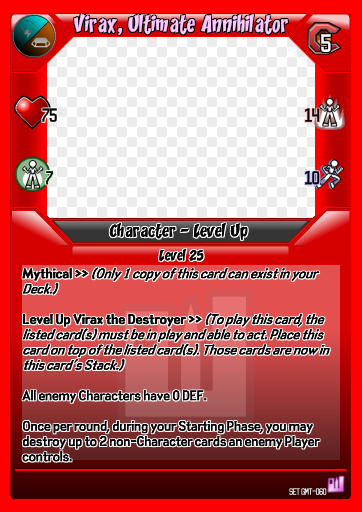 Virax, Ultimate Annihilator
5
75
14
7
10
Character - Level Up
Level 25
Mythical >> (Only 1 copy of this card can exist in your
Deck.)
Level Up Virax the Destroyer >> (To play this card, the
listed card(s) must be in play and able to act. Place this
card on top of the listed card(s). Those cards are now in
this card's Stack.)
All enemy Characters have 0 DEF.
Once per round, during your Starting Phase, you may
destroy up to 2 non-Character cards an enemy Player
controls.
SET GMT-060